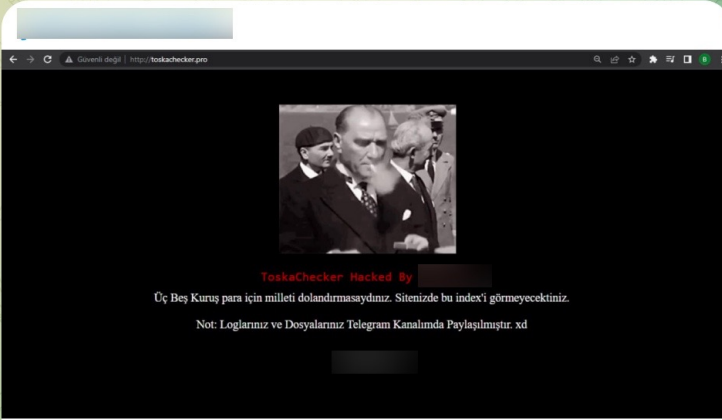 Güvenli değil
http://toskachecker.pro
B
ToskaChecker Hacked By
Üç Beş Kuruş para için milleti dolandırmasaydınız. Sitenizde bu index'i görmeyecektiniz.
Not: Loglarınız ve Dosyalarınız Telegram Kanalımda Paylaşılmıştır. xd